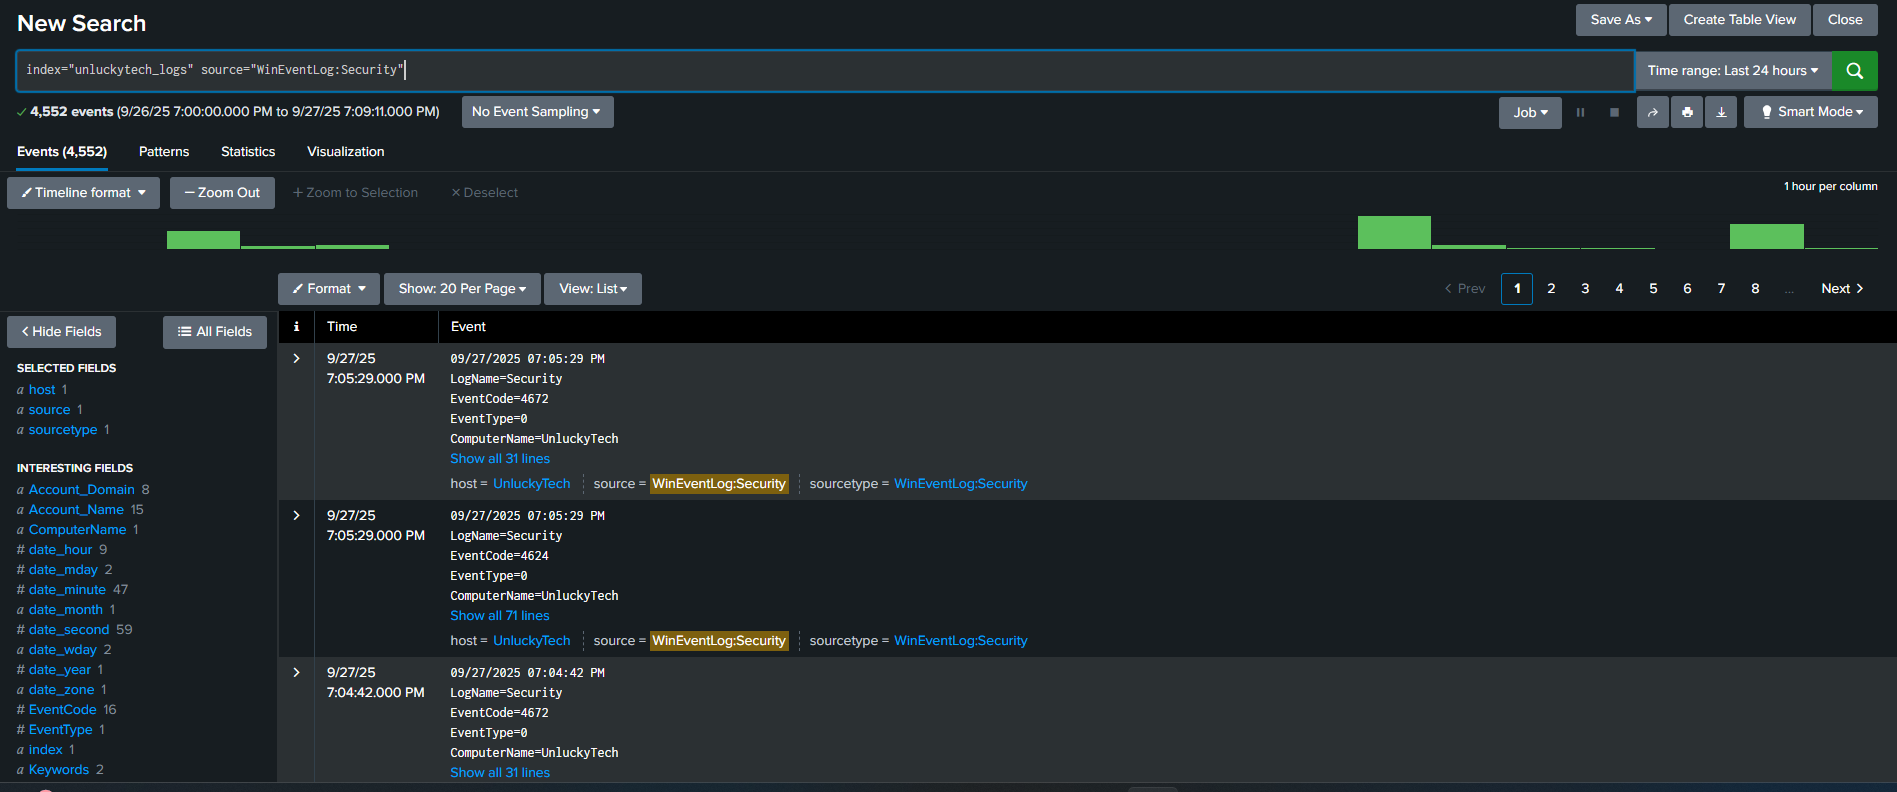 New Search
Save As
Create Table View
Close
index="unluckytech_logs" source="WinEventLog:Security"
Time range: Last 24 hours
4,552 events (9/26/25 7:00:00.000 PM to 9/27/25 7:09:11.000 PM)
No Event Sampling
Job
Smart Mode
Events (4,552)
Patterns
Statistics
Visualization
Timeline format
— Zoom Out
+ Zoom to Selection
× Deselect
1 hour per column
Format
Show: 20 Per Page
View: List
< Prev
1
2
3
4
5
6
7
8
...
Next >
< Hide Fields
All Fields
SELECTED FIELDS
a host 1
a source 1
a sourcetype 1
INTERESTING FIELDS
a Account_Domain 8
a Account_Name 15
a ComputerName 1
# date_hour 9
# date_mday 2
# date_minute 47
a date_month 1
# date_second 59
a date_wday 2
# date_year 1
a date_zone 1
# EventCode 16
# EventType 1
a index 1
a Keywords 2
i
Time
Event
9/27/25
7:05:29.000 PM
09/27/2025 07:05:29 PM
LogName=Security
EventCode=4672
EventType=0
ComputerName=UnluckyTech
Show all 31 lines
host = UnluckyTech
source = WinEventLog:Security
sourcetype = WinEventLog:Security
9/27/25
7:05:29.000 PM
09/27/2025 07:05:29 PM
LogName=Security
EventCode=4624
EventType=0
ComputerName=UnluckyTech
Show all 71 lines
host = UnluckyTech
source = WinEventLog:Security
sourcetype = WinEventLog:Security
9/27/25
7:04:42.000 PM
09/27/2025 07:04:42 PM
LogName=Security
EventCode=4672
EventType=0
ComputerName=UnluckyTech
Show all 31 lines